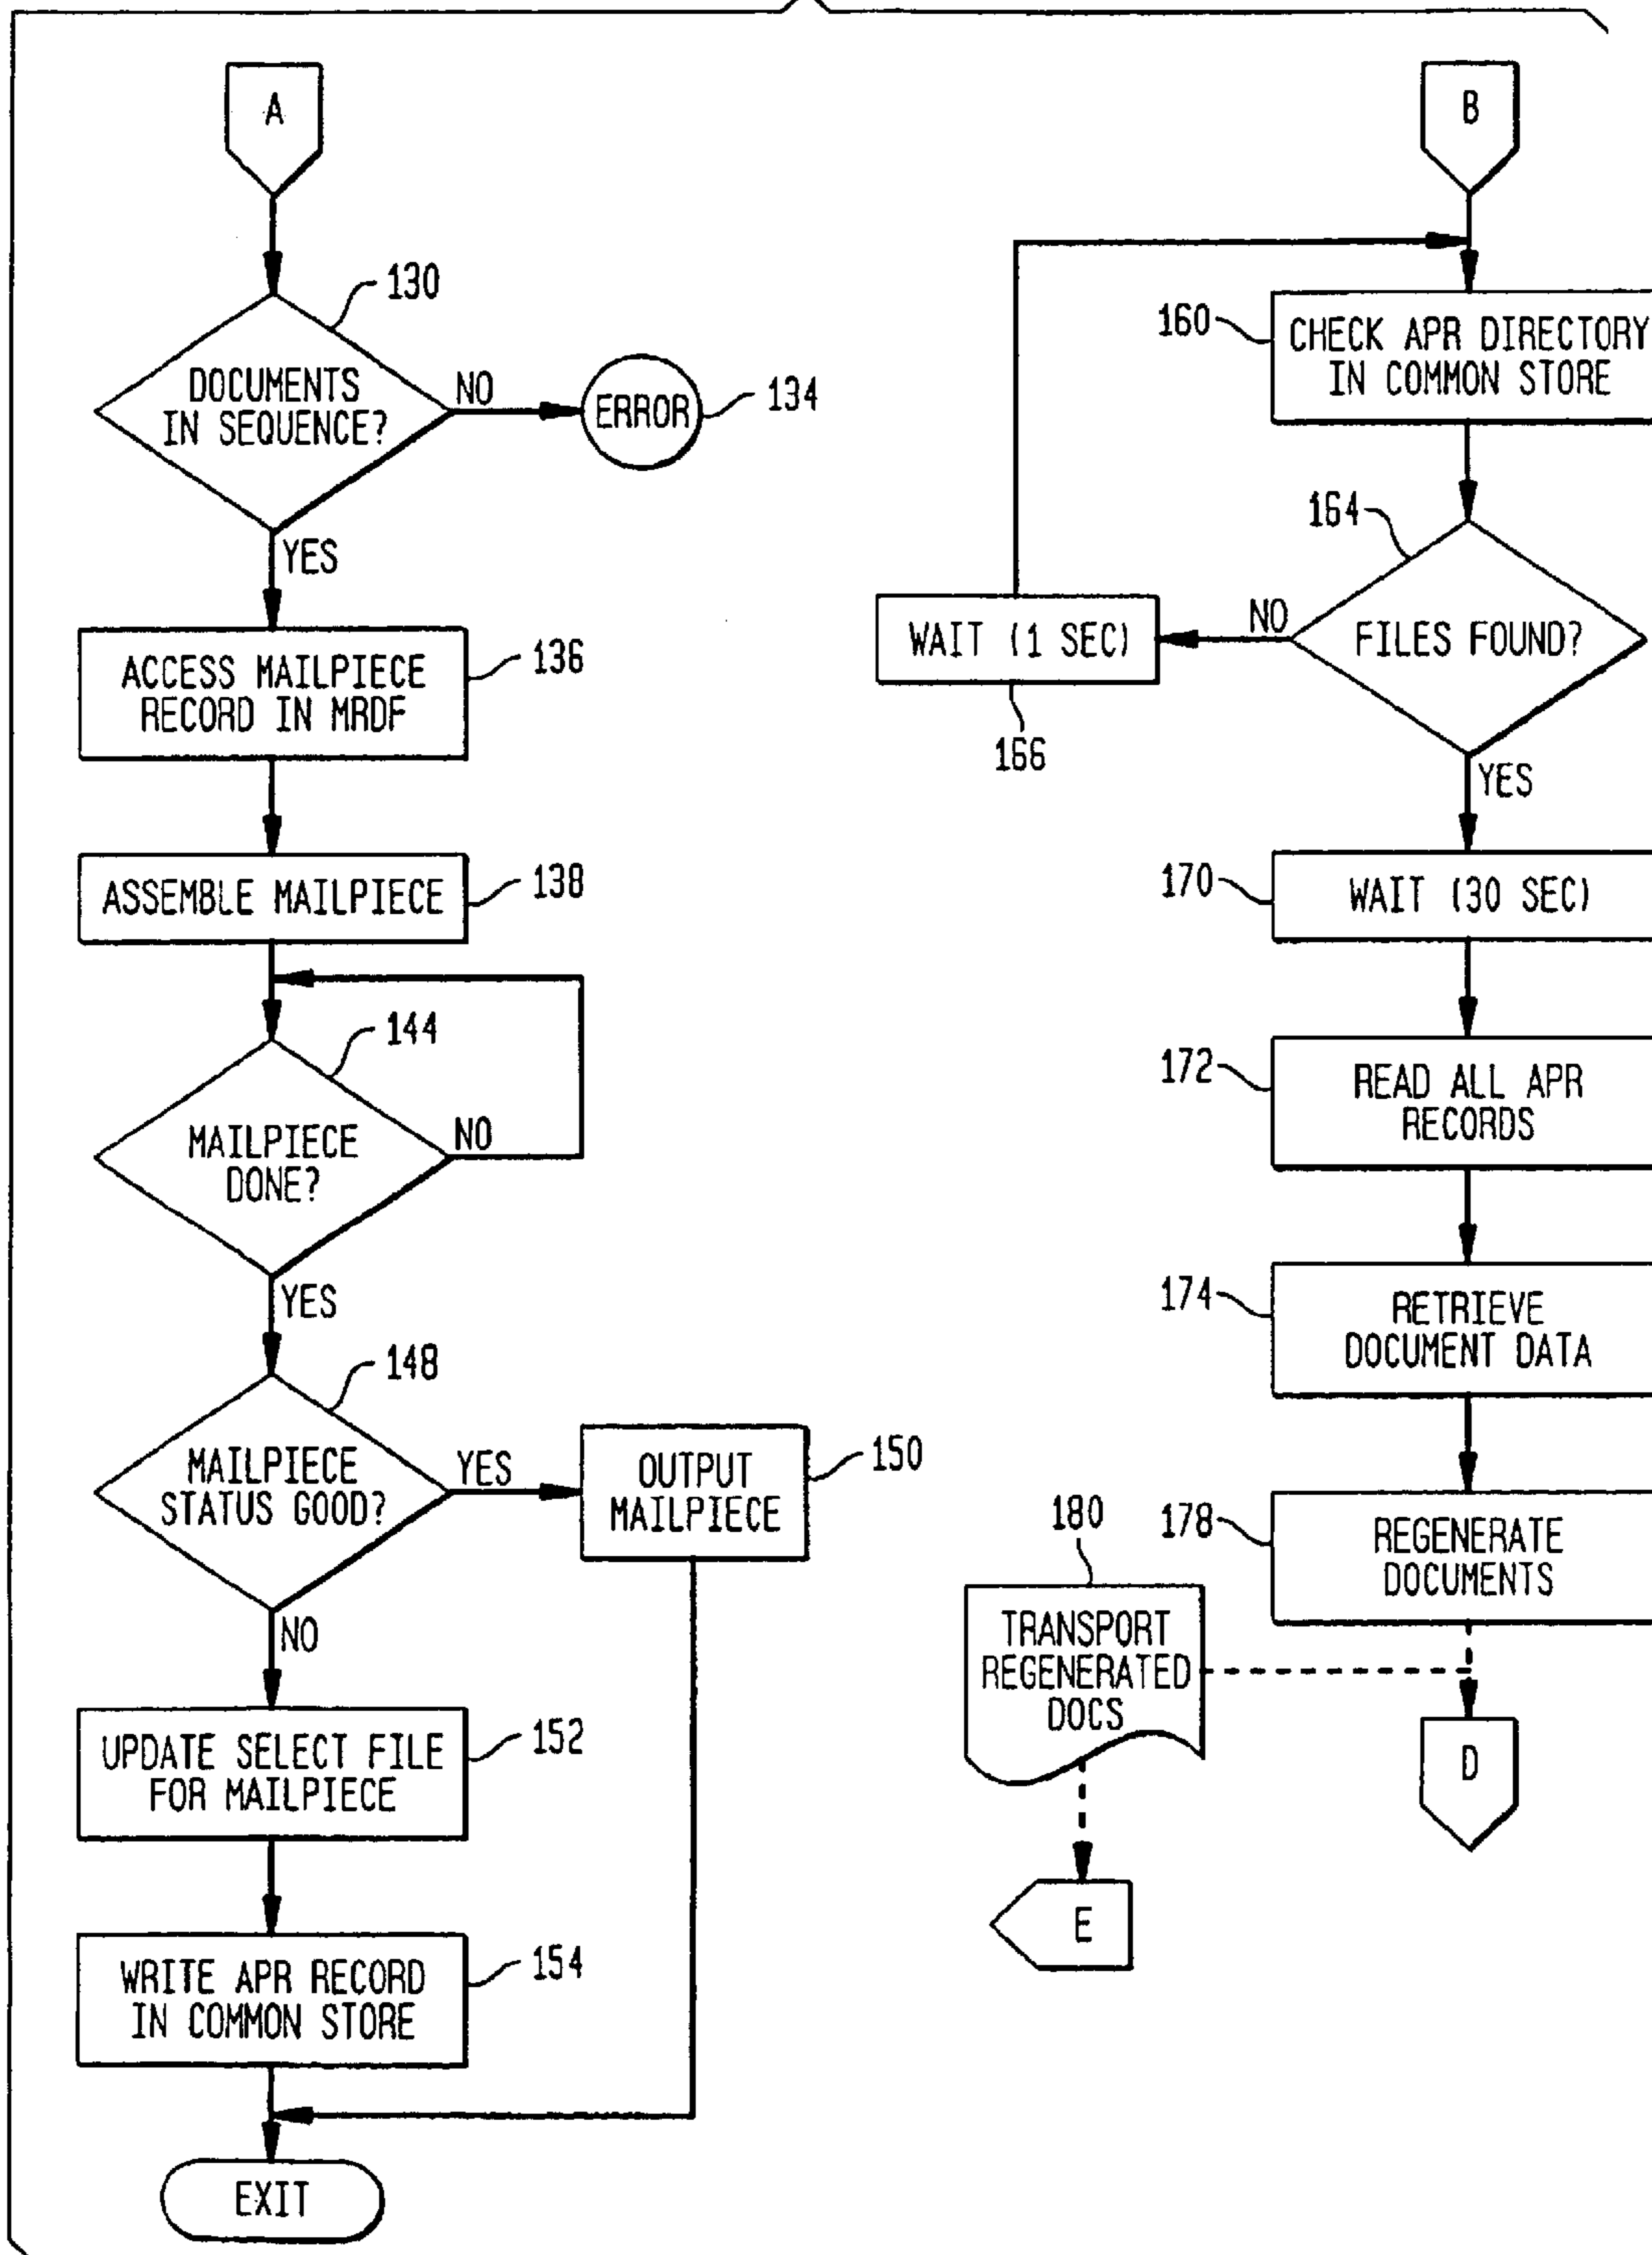 A
130
DOCUMENTS
IN SEQUENCE?
NO
ERROR
134
YES
ACCESS MAILPIECE
RECORD IN MRDF
136
ASSEMBLE MAILPIECE
138
144
MAILPIECE
DONE?
NO
YES
148
MAILPIECE
STATUS GOOD?
YES
OUTPUT
MAILPIECE
150
NO
UPDATE SELECT FILE
FOR MAILPIECE
152
WRITE APR RECORD
IN COMMON STORE
154
EXIT
B
160
CHECK APR DIRECTORY
IN COMMON STORE
164
FILES FOUND?
NO
WAIT (1 SEC)
166
YES
170
WAIT (30 SEC)
172
READ ALL APR
RECORDS
174
RETRIEVE
DOCUMENT DATA
178
REGENERATE
DOCUMENTS
180
TRANSPORT
REGENERATED
DOCS
D
E